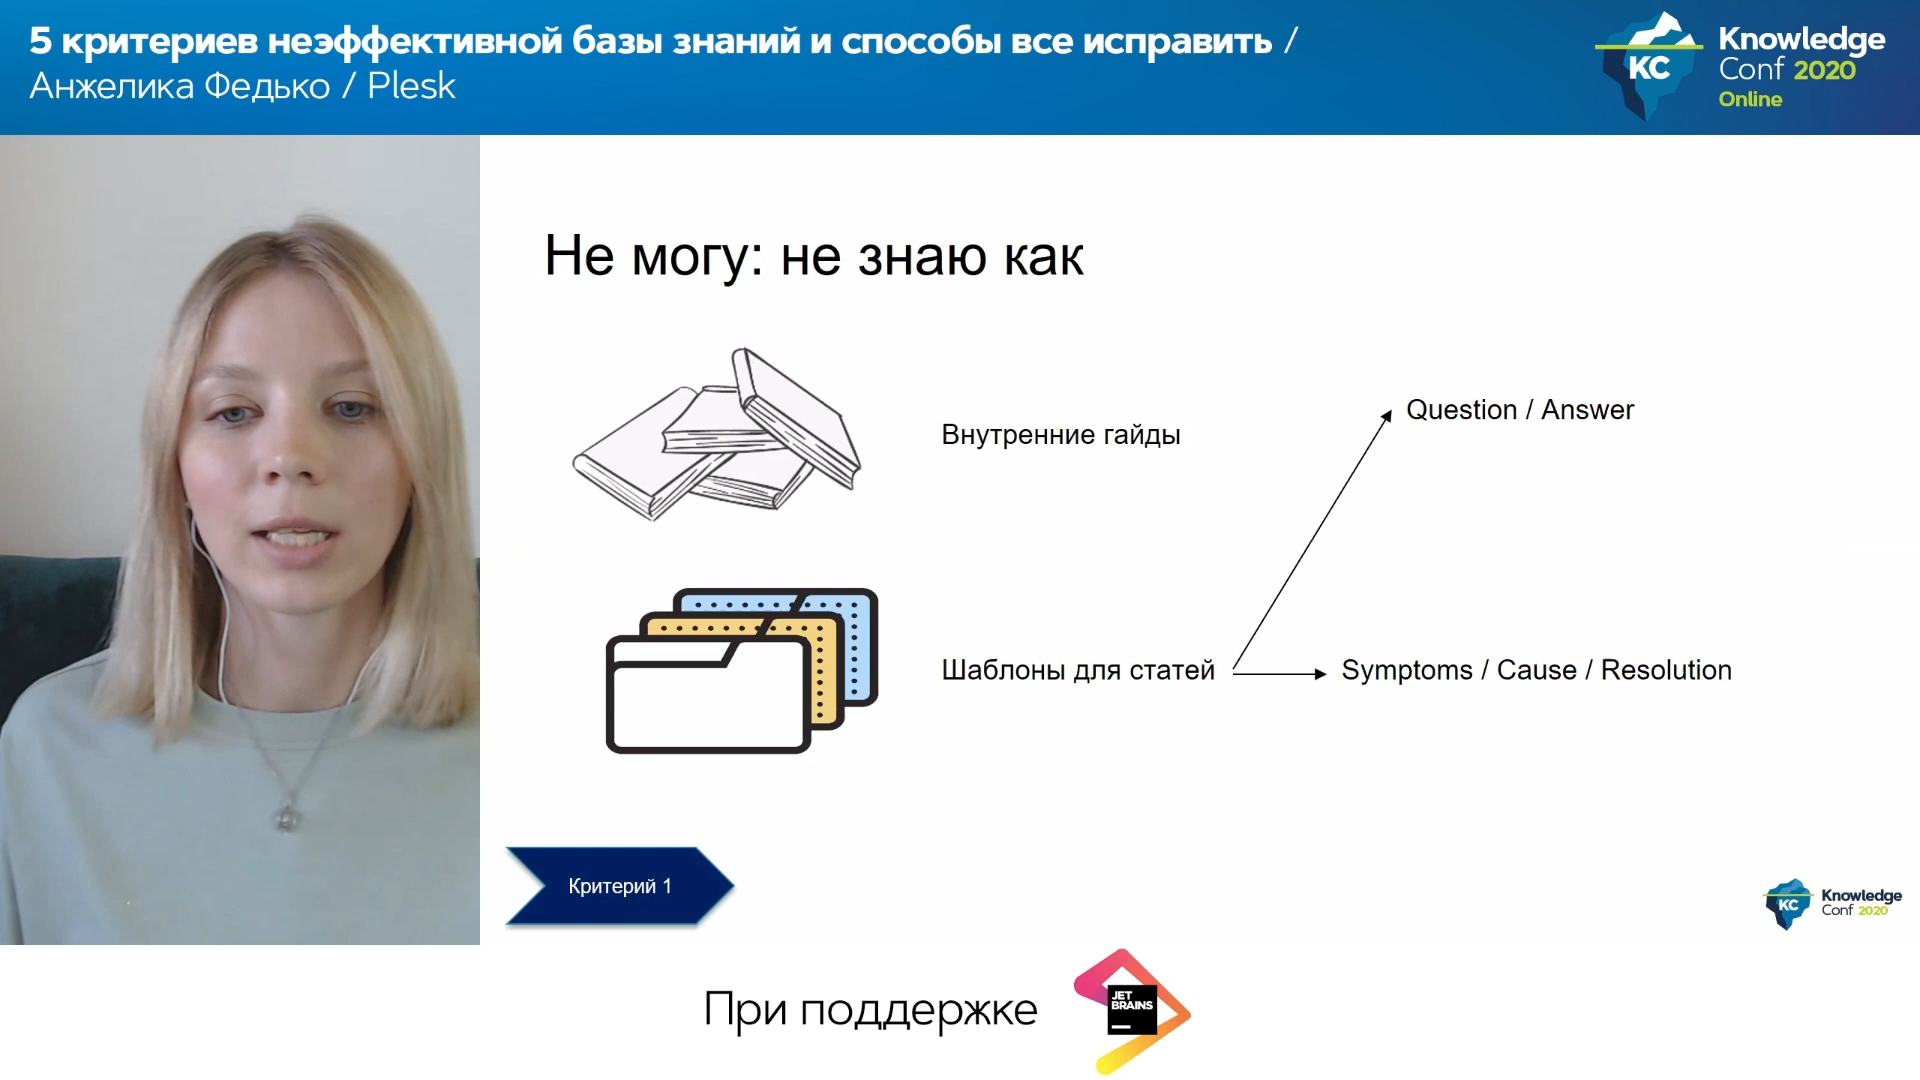 5 критериев неэффективной базы знаний и способы все исправить /
Анжелика Федько / Plesk
KC
Knowledge
Conf 2020
Online
Не могу: не знаю как
Внутренние гайды
Question / Answer
Шаблоны для статей
Symptoms / Cause / Resolution
Критерий 1
KC
Knowledge
Conf 2020
При поддержке
JET
BRAINS